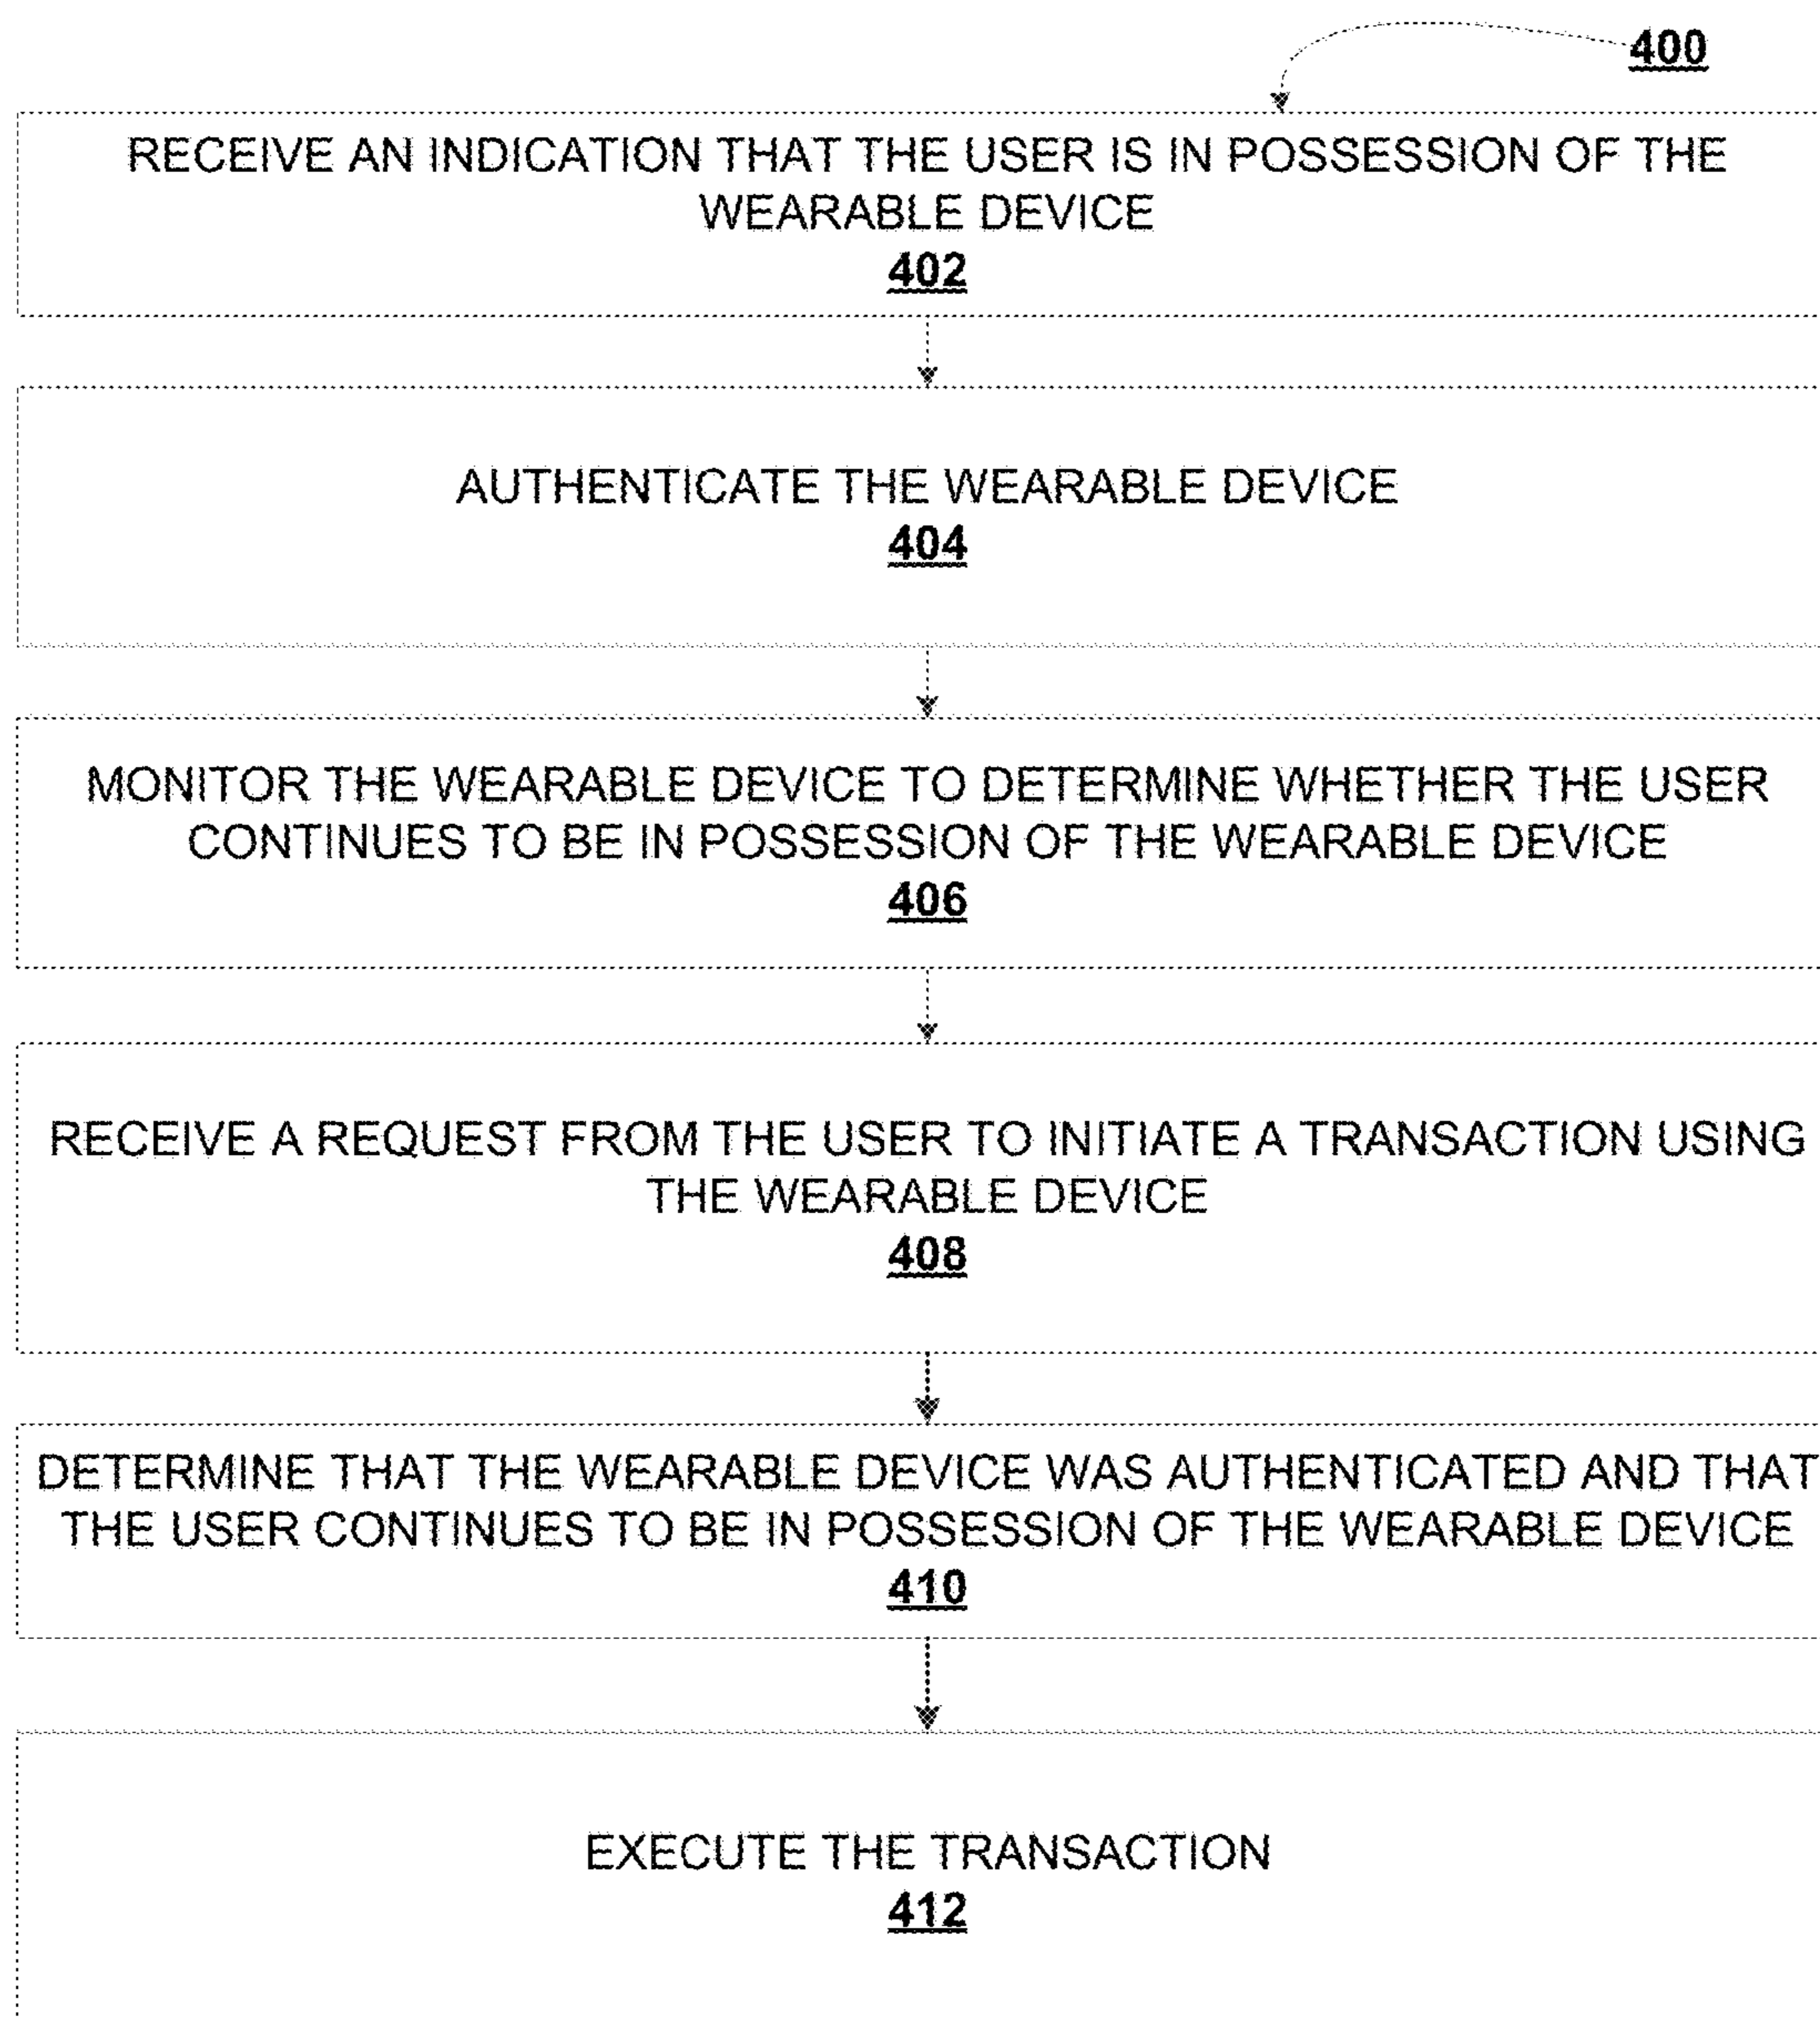 400
RECEIVE AN INDICATION THAT THE USER IS IN POSSESSION OF THE
WEARABLE DEVICE
402
AUTHENTICATE THE WEARABLE DEVICE
404
MONITOR THE WEARABLE DEVICE TO DETERMINE WHETHER THE USER
CONTINUES TO BE IN POSSESSION OF THE WEARABLE DEVICE
406
RECEIVE A REQUEST FROM THE USER TO INITIATE A TRANSACTION USING
THE WEARABLE DEVICE
408
DETERMINE THAT THE WEARABLE DEVICE WAS AUTHENTICATED AND THAT
THE USER CONTINUES TO BE IN POSSESSION OF THE WEARABLE DEVICE
410
EXECUTE THE TRANSACTION
412